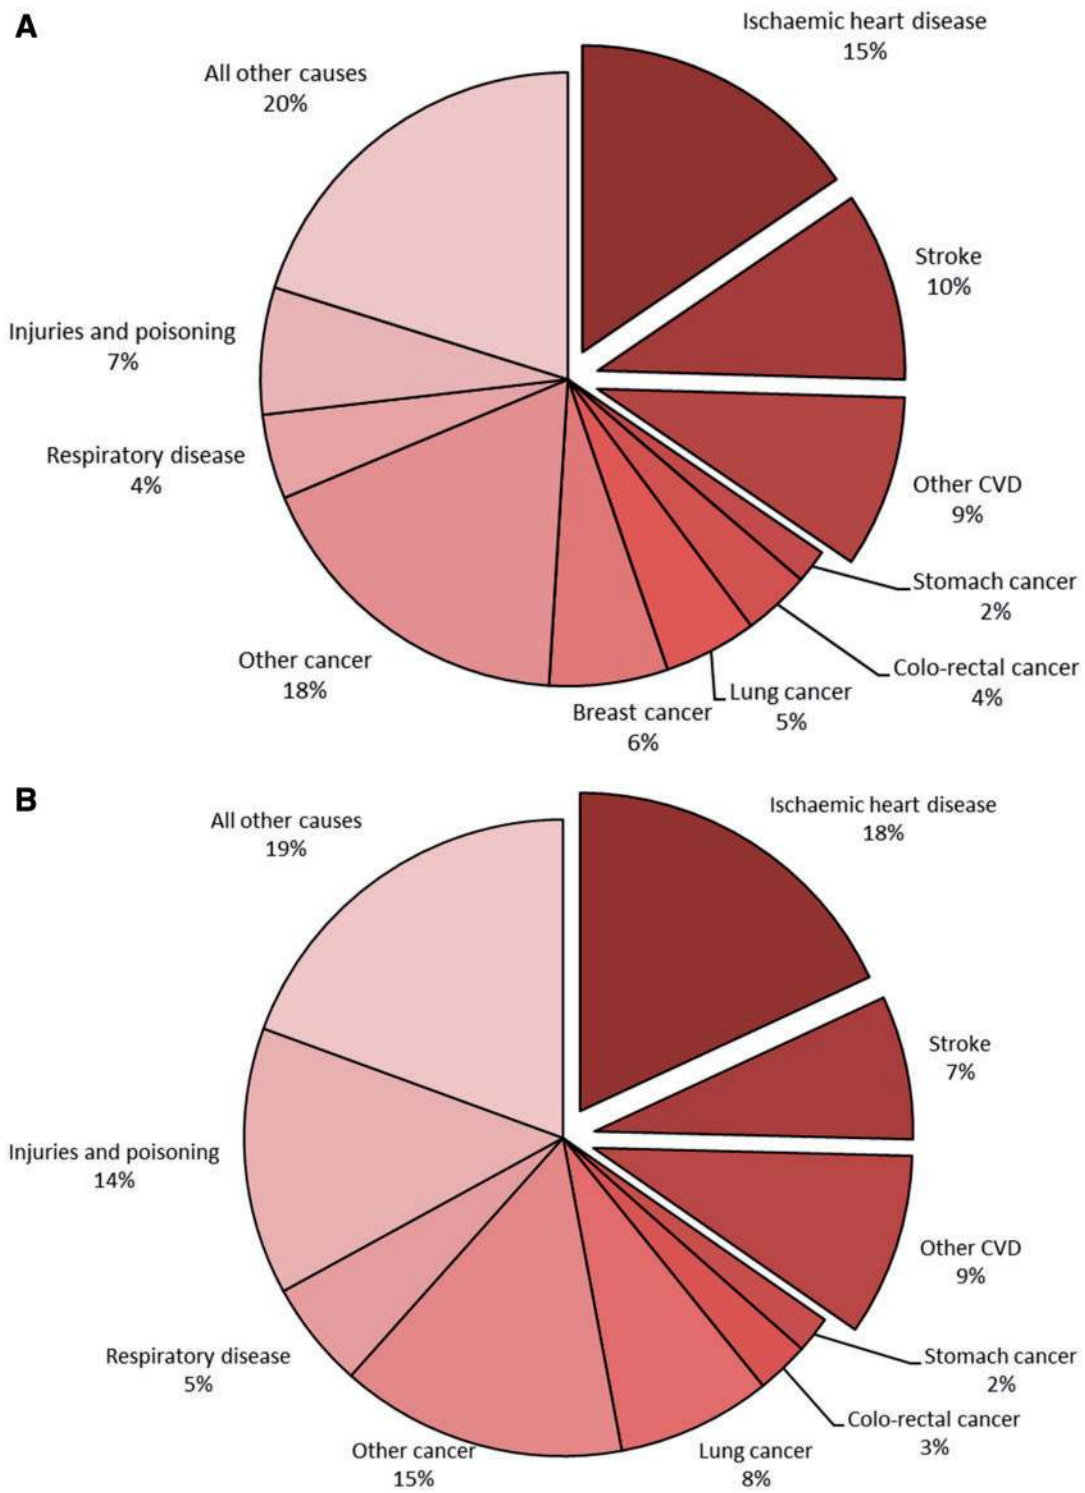 A
Ischaemic heart disease
15%
All other causes
20%
Stroke
10%
Injuries and poisoning
7%
Respiratory disease
4%
Other CVD
9%
Stomach cancer
2%
Colo-rectal cancer
4%
Other cancer
18%
Lung cancer
5%
Breast cancer
6%
B
Ischaemic heart disease
18%
All other causes
19%
Stroke
7%
Injuries and poisoning
14%
Other CVD
9%
Respiratory disease
5%
Stomach cancer
2%
Colo-rectal cancer
3%
Other cancer
15%
Lung cancer
8%